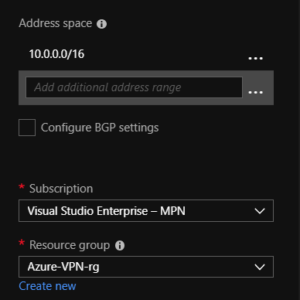 Address space
10.0.0.0/16
Add additional address range
Configure BGP settings
* Subscription
Visual Studio Enterprise – MPN
* Resource group
Azure-VPN-rg
Create new